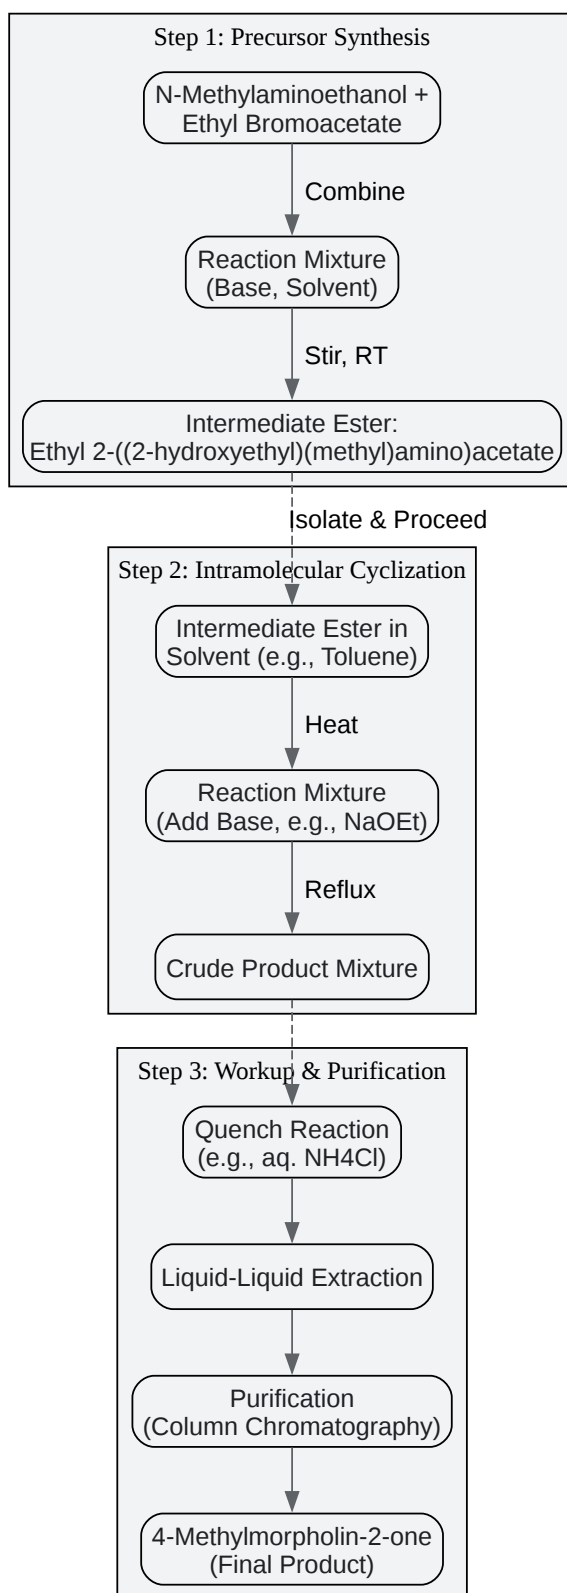 Step 1: Precursor Synthesis
N-Methylaminoethanol +
Ethyl Bromoacetate
Combine
Reaction Mixture
(Base, Solvent)
Stir, RT
Intermediate Ester:
Ethyl 2-((2-hydroxyethyl)(methyl)amino)acetate
Isolate & Proceed
Step 2: Intramolecular Cyclization
Intermediate Ester in
Solvent (e.g., Toluene)
Heat
Reaction Mixture
(Add Base, e.g., NaOEt)
Reflux
Crude Product Mixture
Step 3: Workup & Purification
Quench Reaction
(e.g., aq. NH4Cl)
Liquid-Liquid Extraction
Purification
(Column Chromatography)
4-Methylmorpholin-2-one
(Final Product)